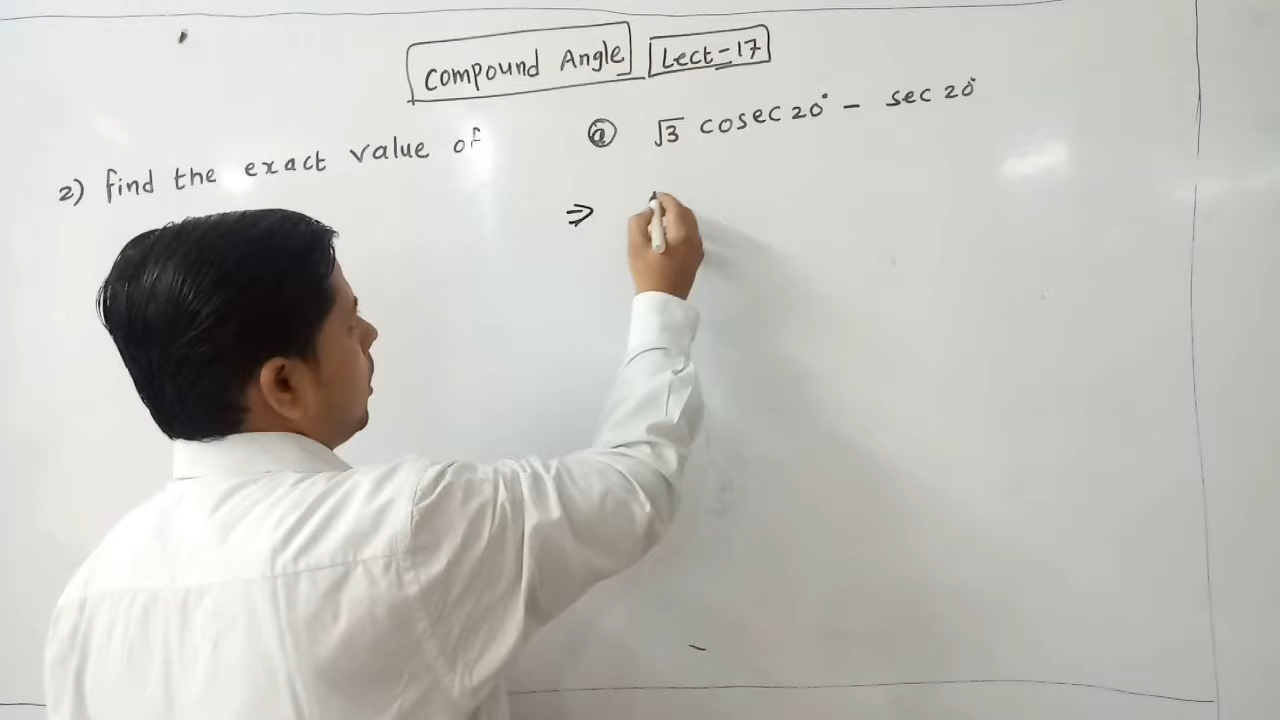 Compound Angle Lect-17
2) find the exact value of
ⓐ √3 cosec 20° - sec 20°
⇒